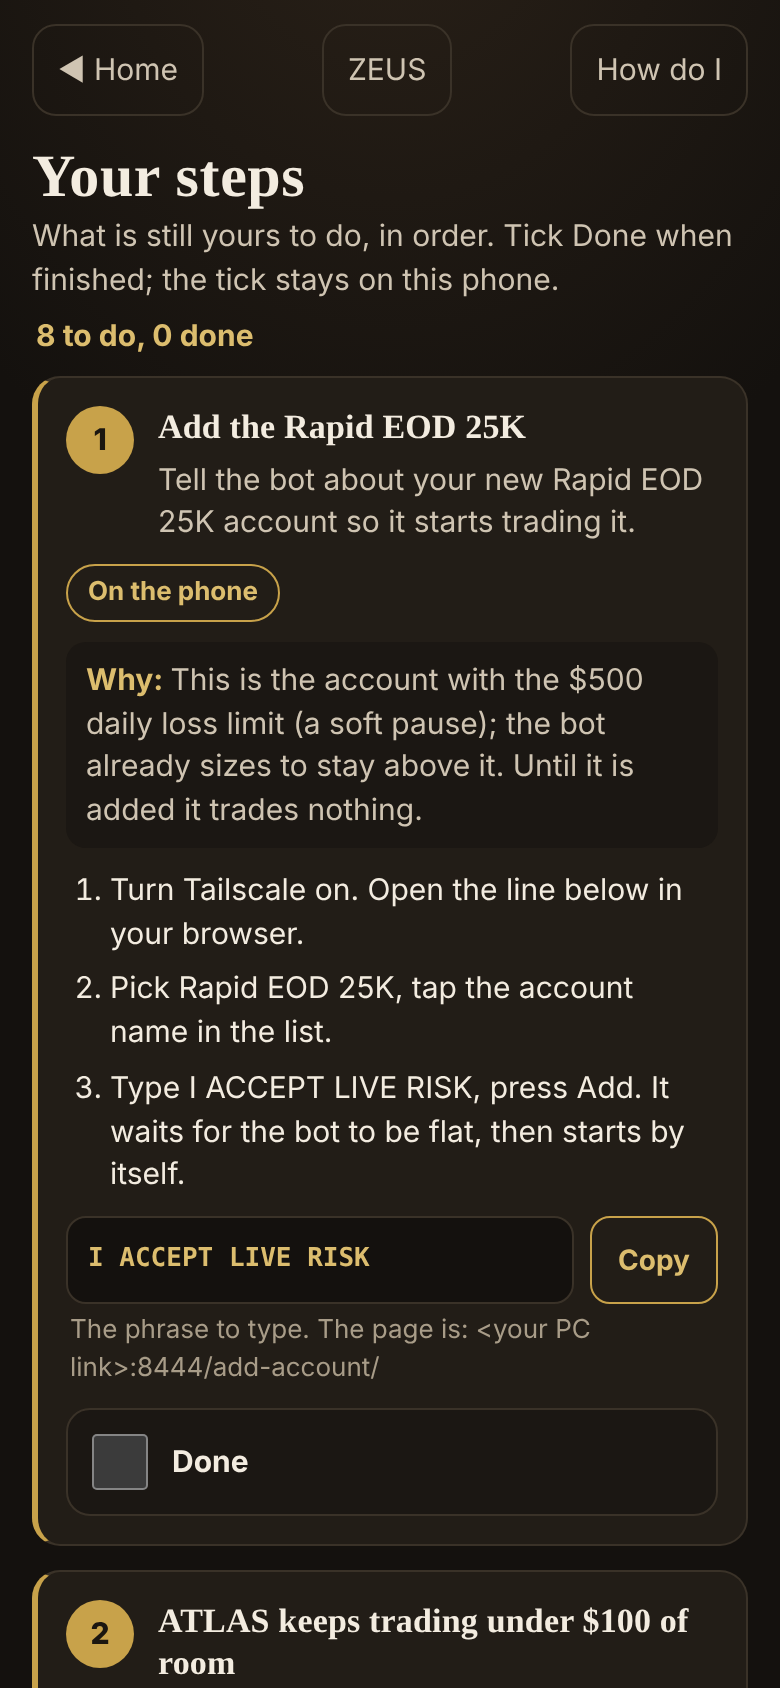 ◀ Home
ZEUS
How do I
Your steps
What is still yours to do, in order. Tick Done when
finished; the tick stays on this phone.
8 to do, 0 done
1
Add the Rapid EOD 25K
Tell the bot about your new Rapid EOD
25K account so it starts trading it.
On the phone
Why: This is the account with the $500
daily loss limit (a soft pause); the bot
already sizes to stay above it. Until it is
added it trades nothing.
1. Turn Tailscale on. Open the line below in
your browser.
2. Pick Rapid EOD 25K, tap the account
name in the list.
3. Type I ACCEPT LIVE RISK, press Add. It
waits for the bot to be flat, then starts by
itself.
I ACCEPT LIVE RISK
Copy
The phrase to type. The page is: <your PC
link>:8444/add-account/
Done
2
ATLAS keeps trading under $100 of
room